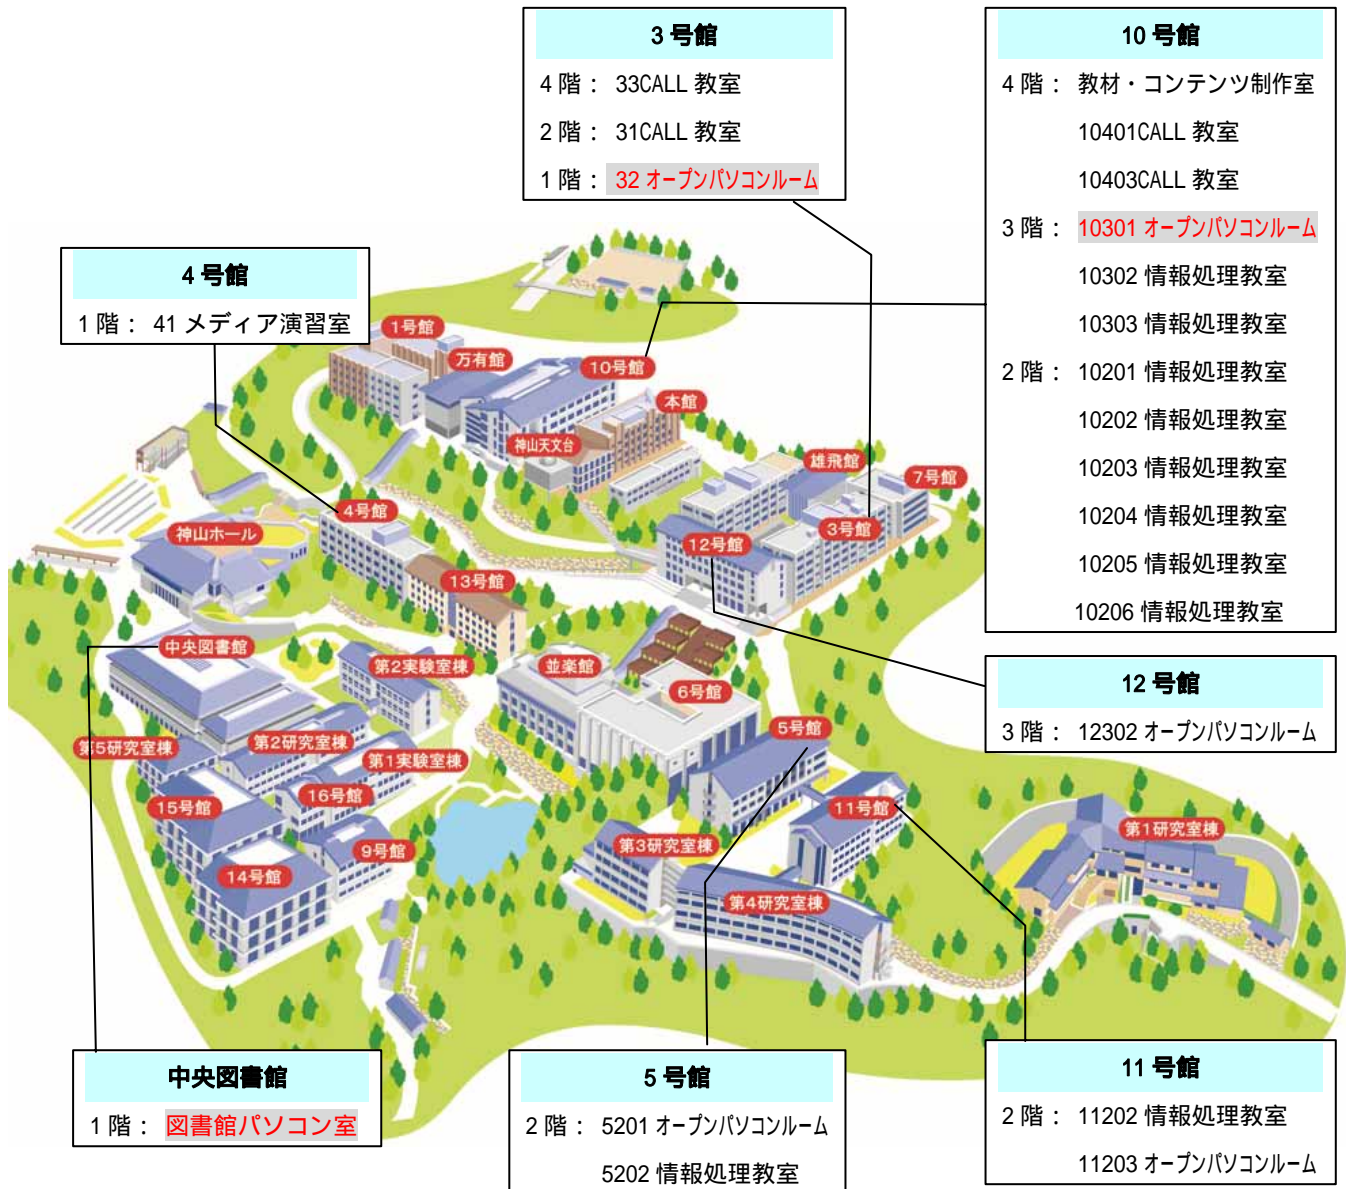 3 号館
4 階： 33CALL 教室
2 階： 31CALL 教室
1 階： 32 オープンパソコンルーム
10 号館
4 階： 教材・コンテンツ制作室
10401CALL 教室
10403CALL 教室
3 階： 10301 オープンパソコンルーム
10302 情報処理教室
10303 情報処理教室
2 階： 10201 情報処理教室
10202 情報処理教室
10203 情報処理教室
10204 情報処理教室
10205 情報処理教室
10206 情報処理教室
4 号館
1 階： 41 メディア演習室
1号館
万有館
10号館
本館
神山天文台
雄飛館
7号館
4号館
3号館
神山ホール
12号館
13号館
中央図書館
第2実験室棟
並楽館
6号館
5号館
第5研究室棟
第2研究室棟
第1実験室棟
16号館
15号館
11号館
第1研究室棟
第3研究室棟
9号館
14号館
第4研究室棟
12 号館
3 階： 12302 オープンパソコンルーム
中央図書館
1 階： 図書館パソコン室
5 号館
2 階： 5201 オープンパソコンルーム
5202 情報処理教室
11 号館
2 階： 11202 情報処理教室
11203 オープンパソコンルーム